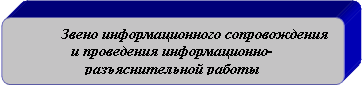 Звено информационного сопровождения
и проведения информационно-
разъяснительной работы